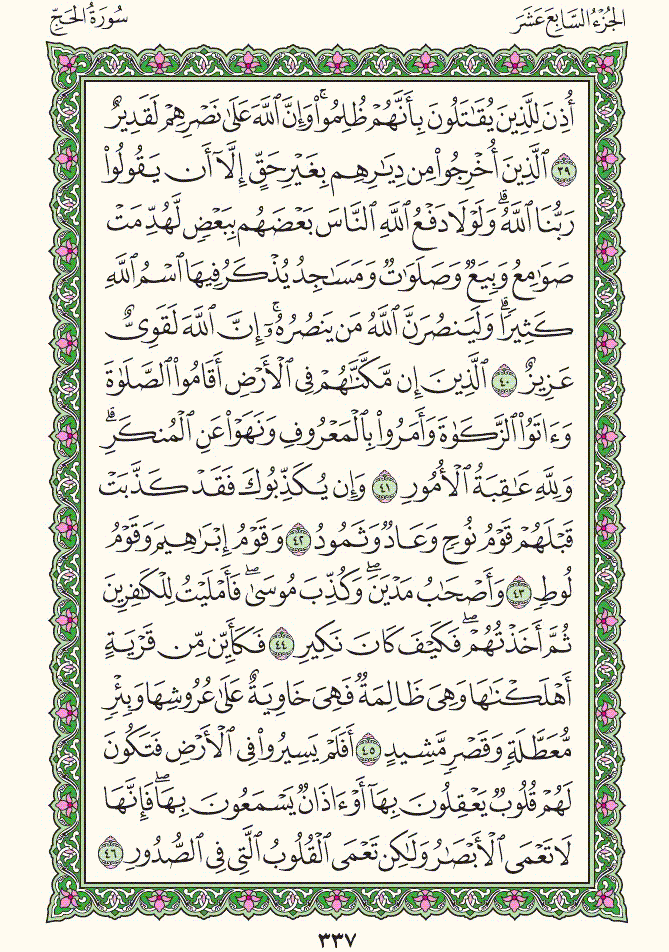 الجزء السابع عشر
سورة الحج
أُذِنَ لِلَّذِينَ يُقَٰتَلُونَ بِأَنَّهُمْ ظُلِمُوا۟ ۚ وَإِنَّ ٱللَّهَ عَلَىٰ نَصْرِهِمْ لَقَدِيرٌ
٣٩ ٱلَّذِينَ أُخْرِجُوا۟ مِن دِيَٰرِهِم بِغَيْرِ حَقٍّ إِلَّآ أَن يَقُولُوا۟
رَبُّنَا ٱللَّهُ ۗ وَلَوْلَا دَفْعُ ٱللَّهِ ٱلنَّاسَ بَعْضَهُم بِبَعْضٍ لَّهُدِّمَتْ
صَوَٰمِعُ وَبِيَعٌ وَصَلَوَٰتٌ وَمَسَٰجِدُ يُذْكَرُ فِيهَا ٱسْمُ ٱللَّهِ
كَثِيرًا ۗ وَلَيَنصُرَنَّ ٱللَّهُ مَن يَنصُرُهُۥٓ ۚ إِنَّ ٱللَّهَ لَقَوِىٌّ
عَزِيزٌ ٤٠ ٱلَّذِينَ إِن مَّكَّنَّٰهُمْ فِى ٱلْأَرْضِ أَقَامُوا۟ ٱلصَّلَوٰةَ
وَءَاتَوُا۟ ٱلزَّكَوٰةَ وَأَمَرُوا۟ بِٱلْمَعْرُوفِ وَنَهَوْا۟ عَنِ ٱلْمُنكَرِ ۗ
وَلِلَّهِ عَٰقِبَةُ ٱلْأُمُورِ ٤١ وَإِن يُكَذِّبُوكَ فَقَدْ كَذَّبَتْ
قَبْلَهُمْ قَوْمُ نُوحٍ وَعَادٌ وَثَمُودُ ٤٢ وَقَوْمُ إِبْرَٰهِيمَ وَقَوْمُ
لُوطٍ ٤٣ وَأَصْحَٰبُ مَدْيَنَ ۖ وَكُذِّبَ مُوسَىٰ ۖ فَأَمْلَيْتُ لِلْكَٰفِرِينَ
ثُمَّ أَخَذْتُهُمْ ۖ فَكَيْفَ كَانَ نَكِيرِ ٤٤ فَكَأَيِّن مِّن قَرْيَةٍ
أَهْلَكْنَٰهَا وَهِىَ ظَالِمَةٌ فَهِىَ خَاوِيَةٌ عَلَىٰ عُرُوشِهَا وَبِئْرٍ
مُّعَطَّلَةٍ وَقَصْرٍ مَّشِيدٍ ٤٥ أَفَلَمْ يَسِيرُوا۟ فِى ٱلْأَرْضِ فَتَكُونَ
لَهُمْ قُلُوبٌ يَعْقِلُونَ بِهَآ أَوْ ءَاذَانٌ يَسْمَعُونَ بِهَا ۖ فَإِنَّهَا
لَا تَعْمَى ٱلْأَبْصَٰرُ وَلَٰكِن تَعْمَى ٱلْقُلُوبُ ٱلَّتِى فِى ٱلصُّدُورِ ٤٦
٣٣٧